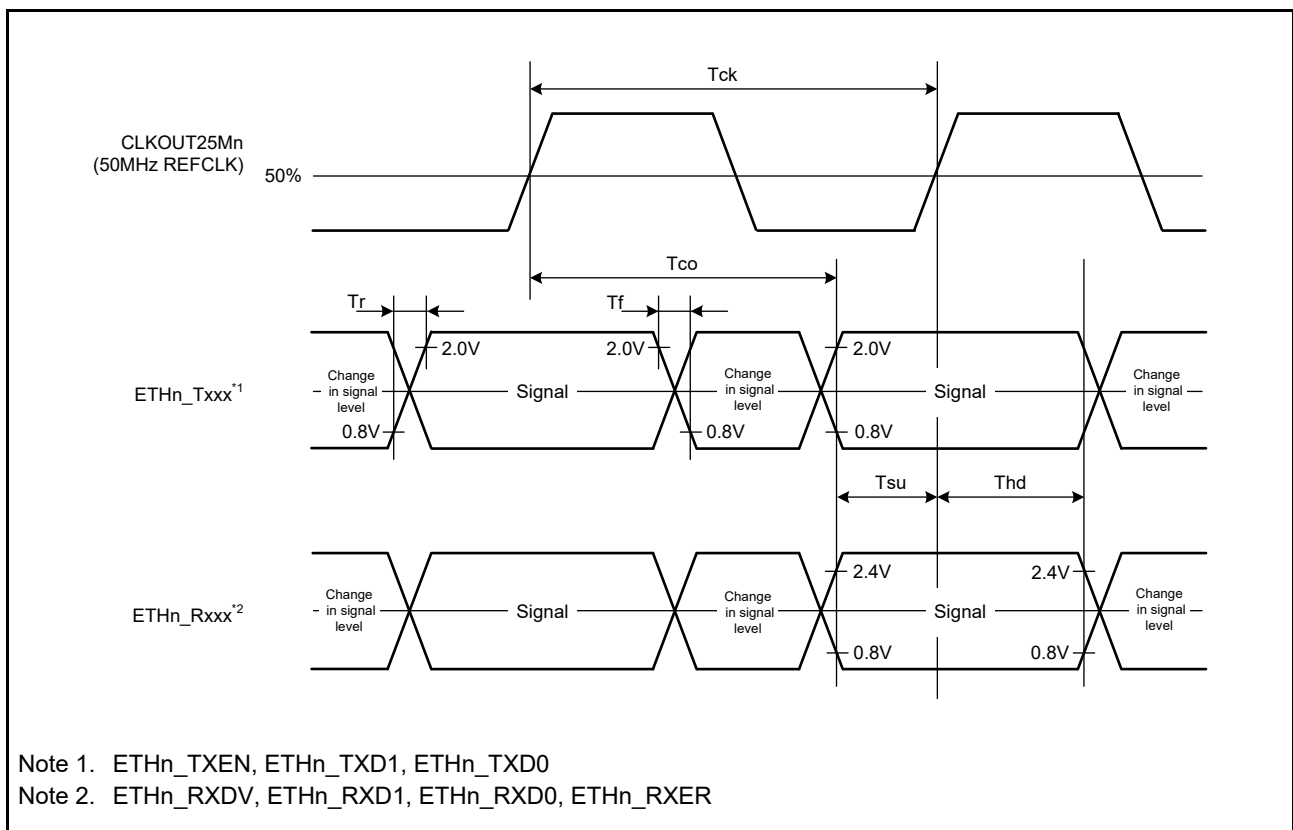 Tck
CLKOUT25Mn
(50MHz REFCLK)
50%
Tco
Tr
Tf
2.0V
2.0V
2.0V
Change
in signal
level
Signal
Change
in signal
level
Signal
Change
in signal
level
ETHn_Txxx*1
0.8V
0.8V
0.8V
Tsu
Thd
2.4V
2.4V
Change
in signal
level
Signal
Change
in signal
level
Signal
Change
in signal
level
ETHn_Rxxx*2
0.8V
0.8V
Note 1. ETHn_TXEN, ETHn_TXD1, ETHn_TXD0
Note 2. ETHn_RXDV, ETHn_RXD1, ETHn_RXD0, ETHn_RXER